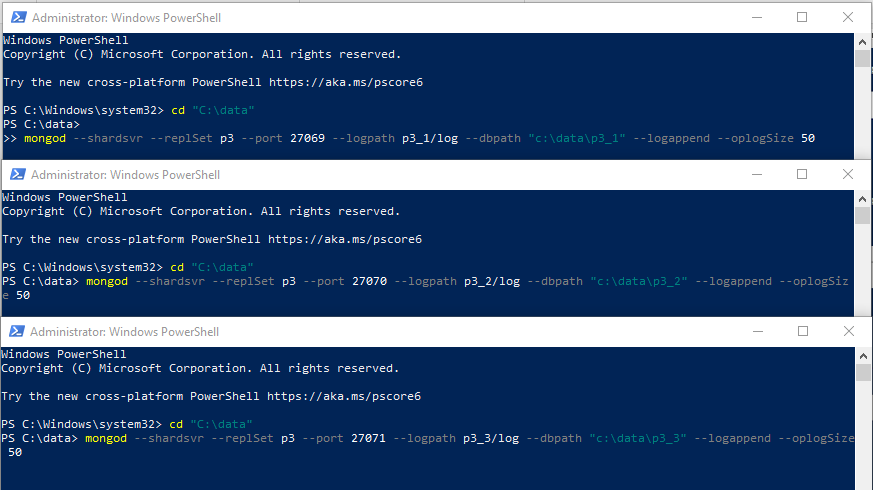 Administrator: Windows PowerShell
Windows PowerShell
Copyright (C) Microsoft Corporation. All rights reserved.
Try the new cross-platform PowerShell https://aka.ms/pscore6
PS C:\Windows\system32> cd "C:\data"
PS C:\data>
>> mongod --shardsvr --replSet p3 --port 27069 --logpath p3_1/log --dbpath "c:\data\p3_1" --logappend --oplogSize 50
Administrator: Windows PowerShell
Windows PowerShell
Copyright (C) Microsoft Corporation. All rights reserved.
Try the new cross-platform PowerShell https://aka.ms/pscore6
PS C:\Windows\system32> cd "C:\data"
PS C:\data> mongod --shardsvr --replSet p3 --port 27070 --logpath p3_2/log --dbpath "c:\data\p3_2" --logappend --oplogSiz
e 50
Administrator: Windows PowerShell
Windows PowerShell
Copyright (C) Microsoft Corporation. All rights reserved.
Try the new cross-platform PowerShell https://aka.ms/pscore6
PS C:\Windows\system32> cd "C:\data"
PS C:\data> mongod --shardsvr --replSet p3 --port 27071 --logpath p3_3/log --dbpath "c:\data\p3_3" --logappend --oplogSize
50